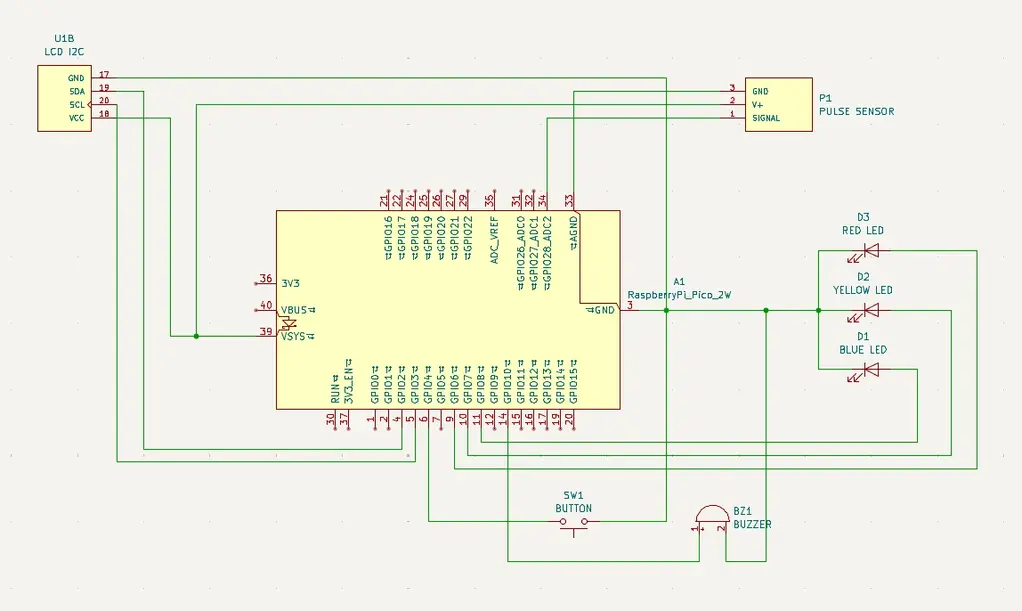 U1B
LCD I2C
GND 17
SDA 19
SCL 20
VCC 18
3 GND
2 V+
1 SIGNAL
P1
PULSE SENSOR
21 22 24 25 26 27 29 35 31 32 34 33
GPIO16
GPIO17
GPIO18
GPIO19
GPIO20
GPIO21
GPIO22
ADC_VREF
GPIO26_ADC0
GPIO27_ADC1
GPIO28_ADC2
AGND
D3
RED LED
36 3V3
A1
RaspberryPi_Pico_2W
D2
YELLOW LED
40 VBUS
GND 3
39 VSYS
D1
BLUE LED
RUN
3V3_EN
GPIO0
GPIO1
GPIO2
GPIO3
GPIO4
GPIO5
GPIO6
GPIO7
GPIO8
GPIO9
GPIO10
GPIO11
GPIO12
GPIO13
GPIO14
GPIO15
30 37 1 2 4 5 6 7 9 10 11 12 14 15 16 17 19 20
SW1
BUTTON
BZ1
BUZZER
1 + 2